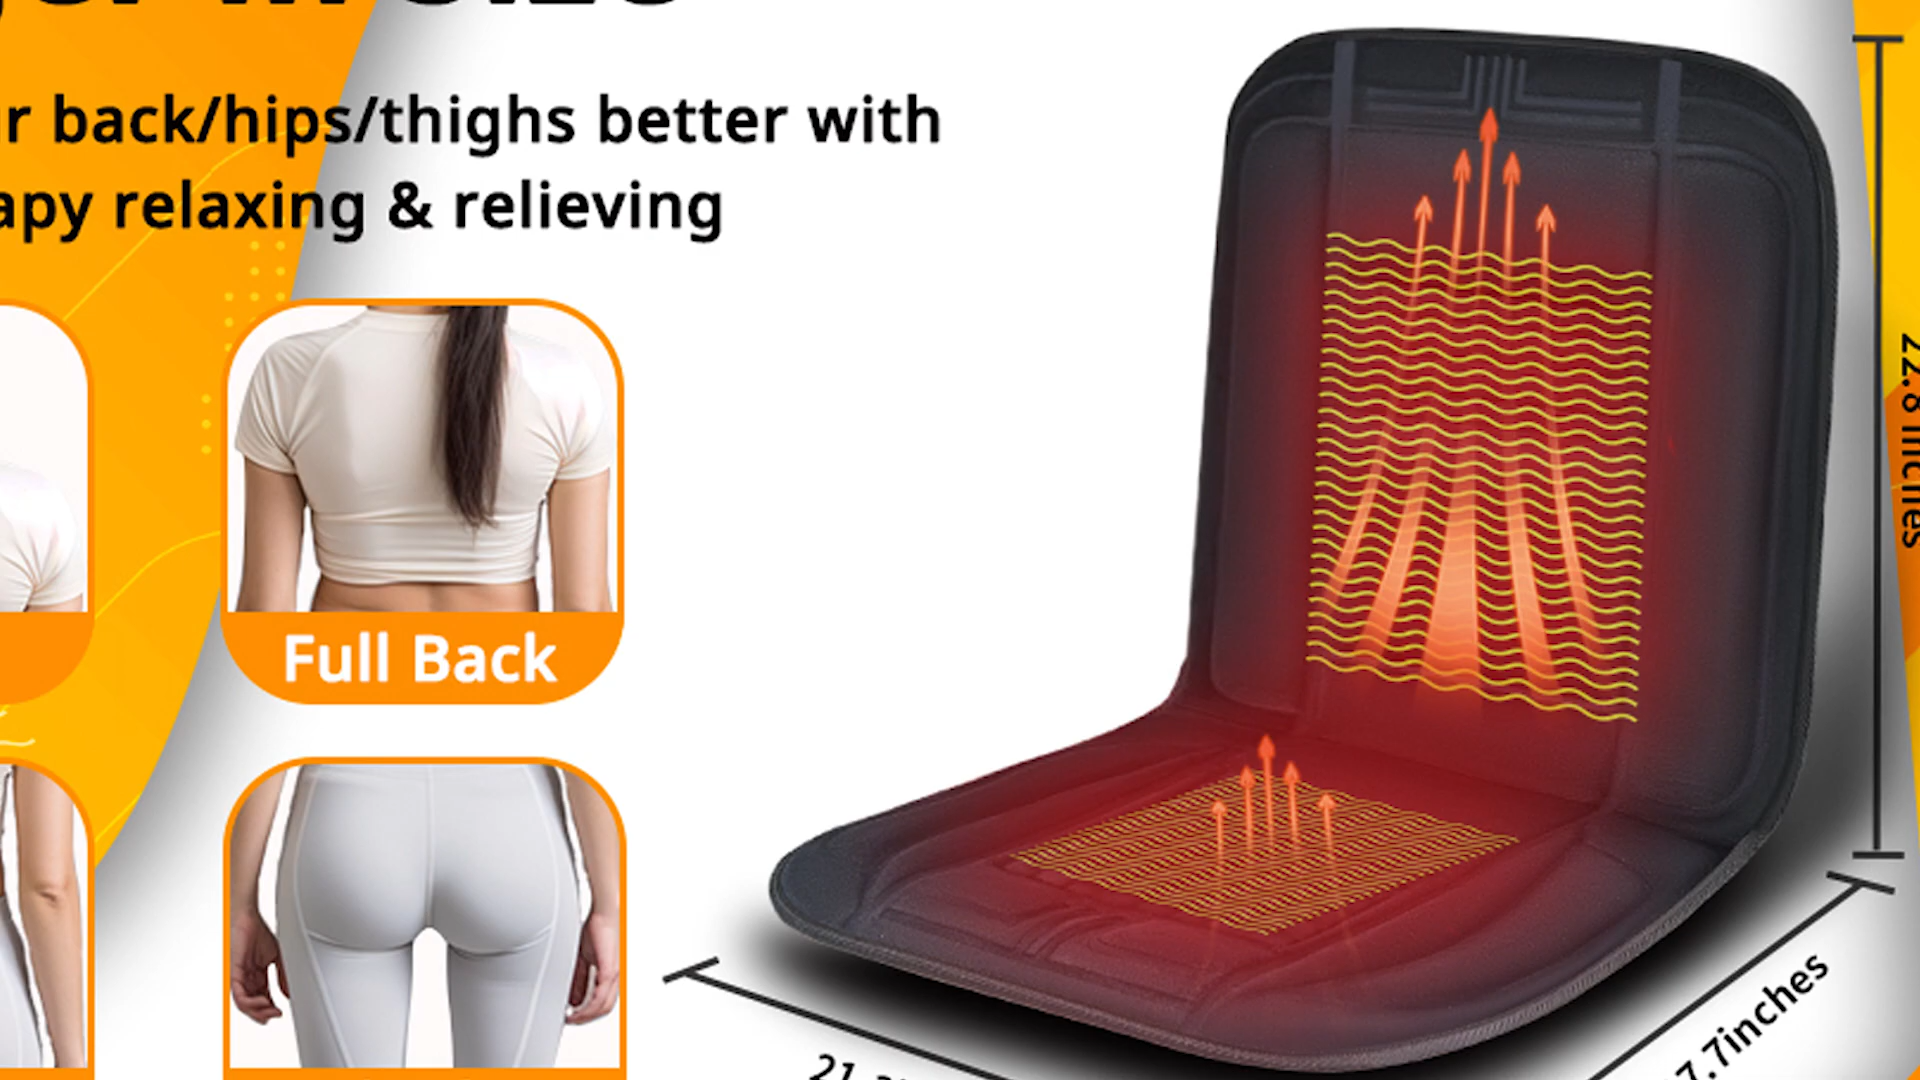 r back/hips/thighs better with
apy relaxing & relieving
Full Back
22.8 inches
7.7inches